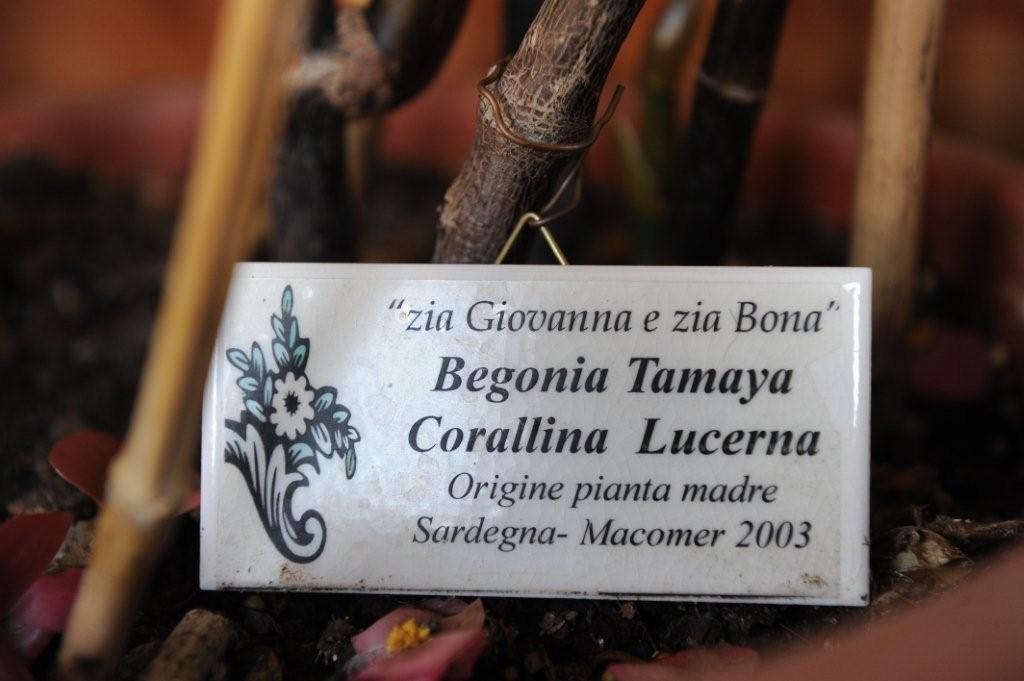 “zia Giovanna e zia Bona”
Begonia Tamaya
Corallina Lucerna
Origine pianta madre
Sardegna- Macomer 2003